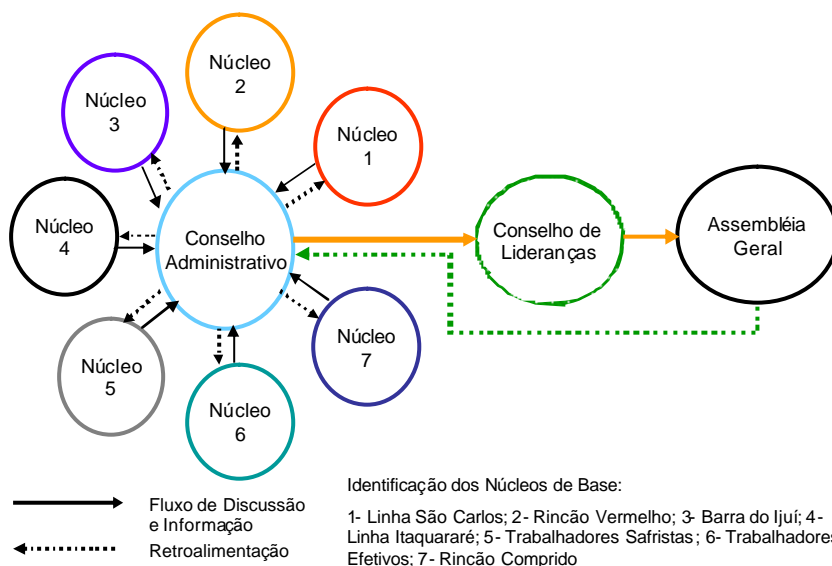 Núcleo
2
Núcleo
3
Núcleo
1
Núcleo
4
Conselho
Administrativo
Conselho de
Lideranças
Assembléia
Geral
Núcleo
5
Núcleo
7
Núcleo
6
Fluxo de Discussão
e Informação
Retroalimentação
Identificação dos Núcleos de Base:
1- Linha São Carlos; 2- Rincão Vermelho; 3- Barra do Ijuí; 4-
Linha Itaquararé; 5- Trabalhadores Safristas; 6- Trabalhadores
Efetivos; 7- Rincão Comprido